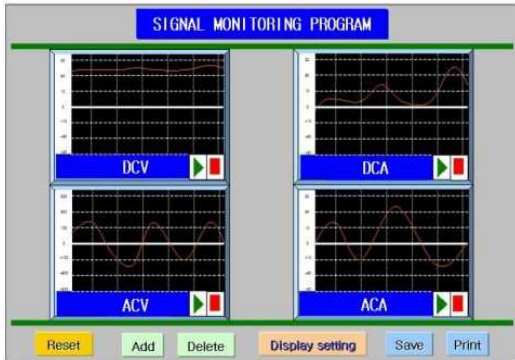 SIGNAL MONITORING PROGRAM
DCV
DCA
ACV
ACA
Reset
Add
Delete
Display setting
Save
Print